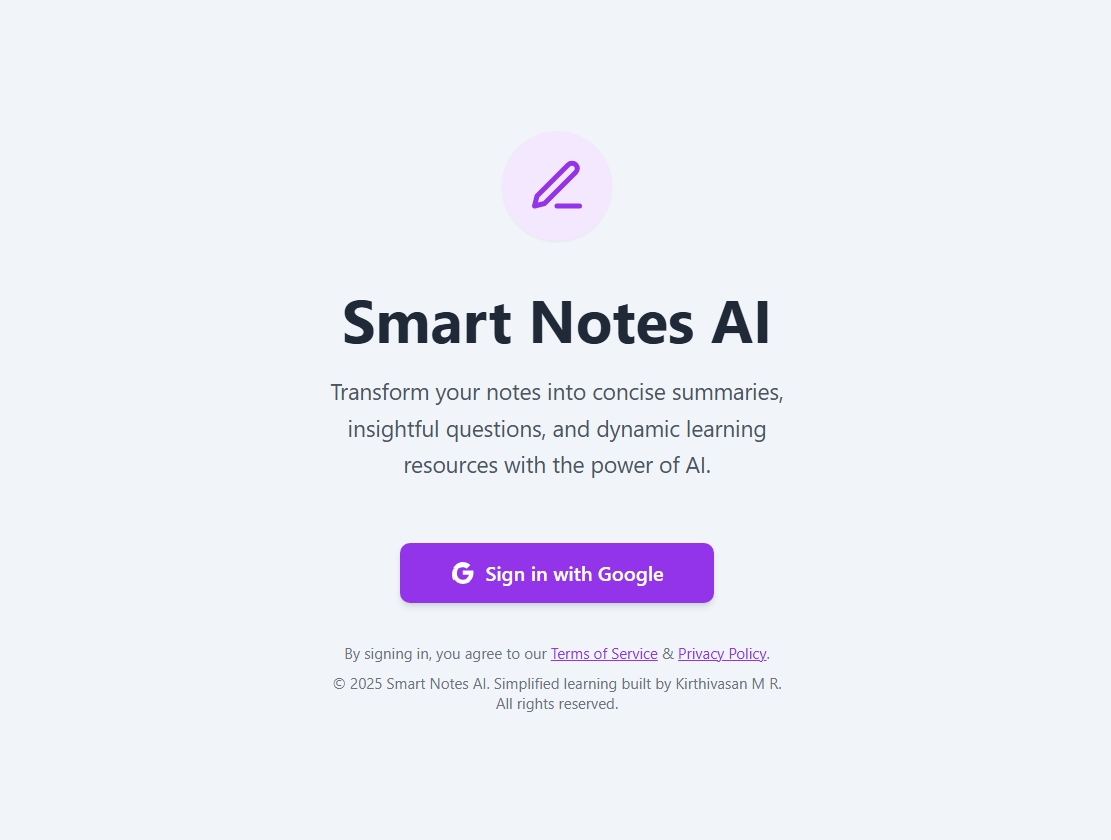 Smart Notes AI
Transform your notes into concise summaries,
insightful questions, and dynamic learning
resources with the power of AI.
Sign in with Google
By signing in, you agree to our Terms of Service & Privacy Policy.
© 2025 Smart Notes AI. Simplified learning built by Kirthivasan M R.
All rights reserved.